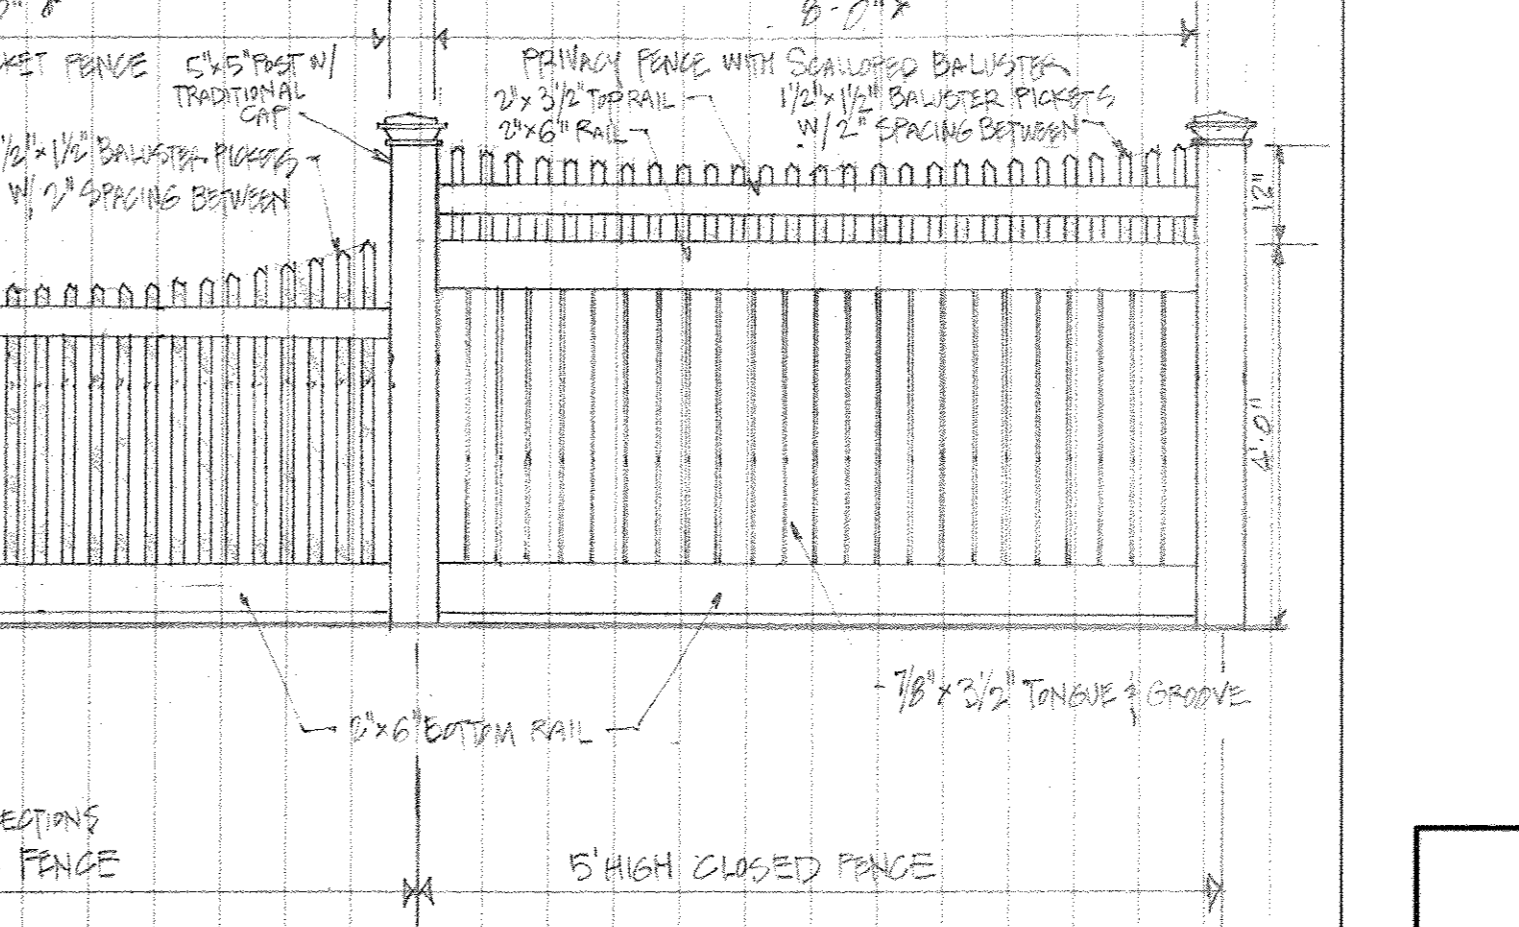 8'-0"±
PRIVACY FENCE WITH SCALLOPED BALUSTER
2"x 3 1/2" TOP RAIL
2"x6" RAIL
1 1/2"x 1 1/2" BALUSTER PICKETS
W/ 2" SPACING BETWEEN
KET FENCE
5"x5" POST W/
TRADITIONAL
CAP
1/2"x 1 1/2" BALUSTER PICKETS
W/ 2" SPACING BETWEEN
12"
4'-0"
7/8"x 3 1/2" TONGUE & GROOVE
2"x6" BOTTOM RAIL
ECTIONS
FENCE
5' HIGH CLOSED FENCE